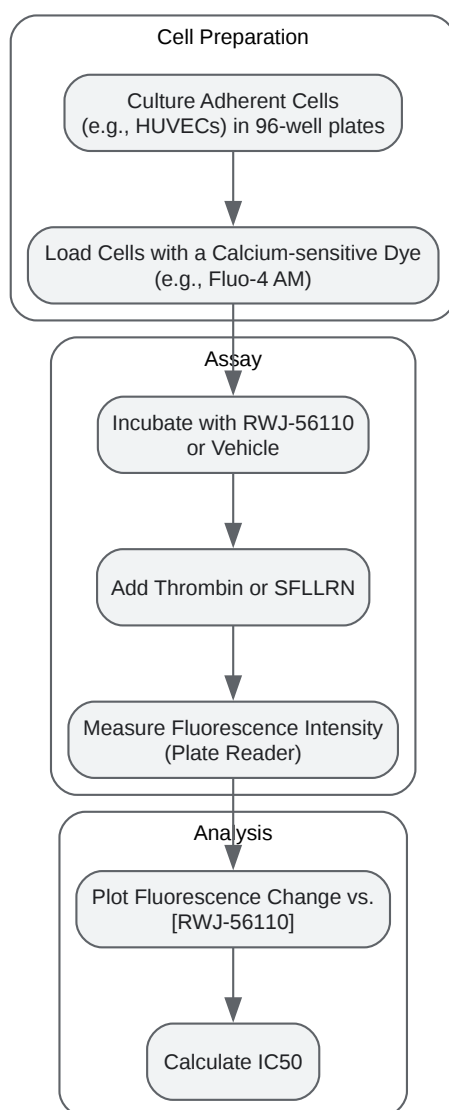 Cell Preparation
Culture Adherent Cells
(e.g., HUVECs) in 96-well plates
Load Cells with a Calcium-sensitive Dye
(e.g., Fluo-4 AM)
Assay
Incubate with RWJ-56110
or Vehicle
Add Thrombin or SFLLRN
Measure Fluorescence Intensity
(Plate Reader)
Analysis
Plot Fluorescence Change vs.
[RWJ-56110]
Calculate IC50